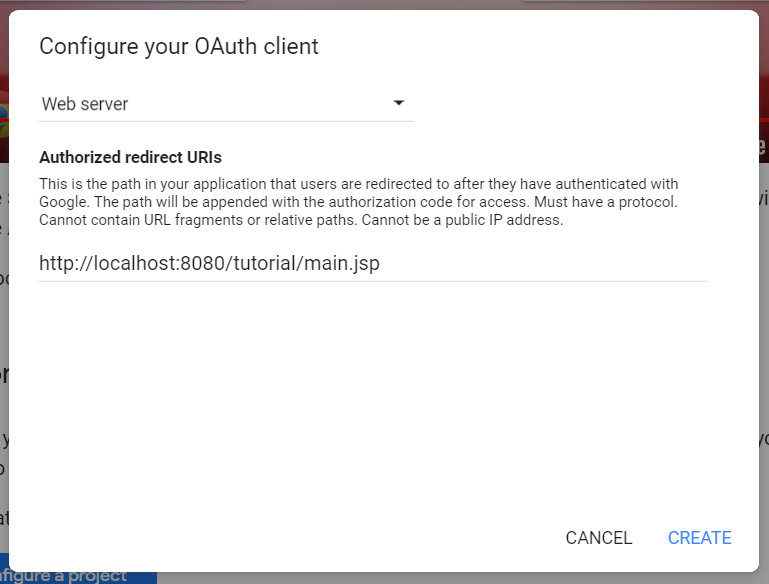 Configure your OAuth client
Web server
Authorized redirect URIs
This is the path in your application that users are redirected to after they have authenticated with
Google. The path will be appended with the authorization code for access. Must have a protocol.
Cannot contain URL fragments or relative paths. Cannot be a public IP address.
http://localhost:8080/tutorial/main.jsp
CANCEL CREATE
a project